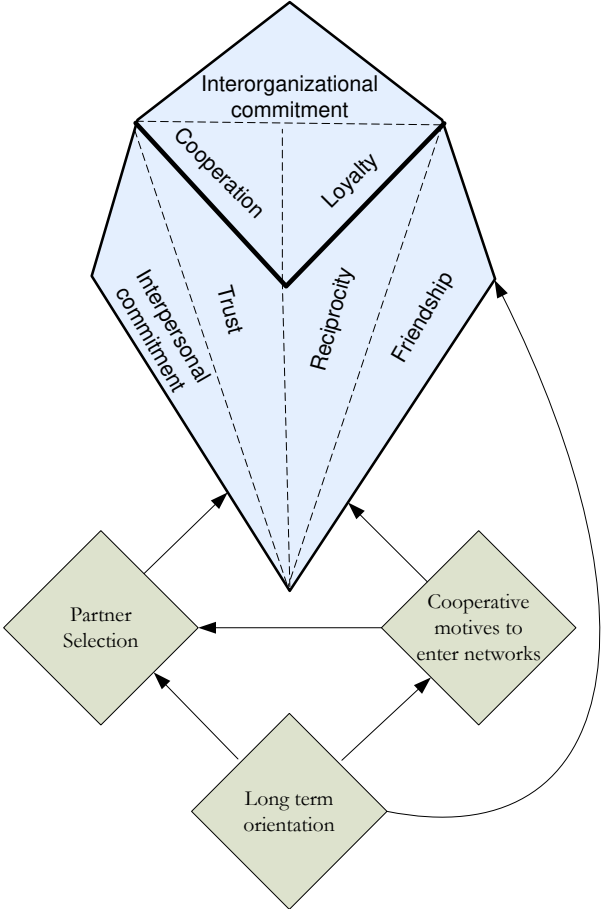 Interorganizational
commitment
Cooperation
Loyalty
Interpersonal
commitment
Trust
Reciprocity
Friendship
Partner
Selection
Cooperative
motives to
enter networks
Long term
orientation